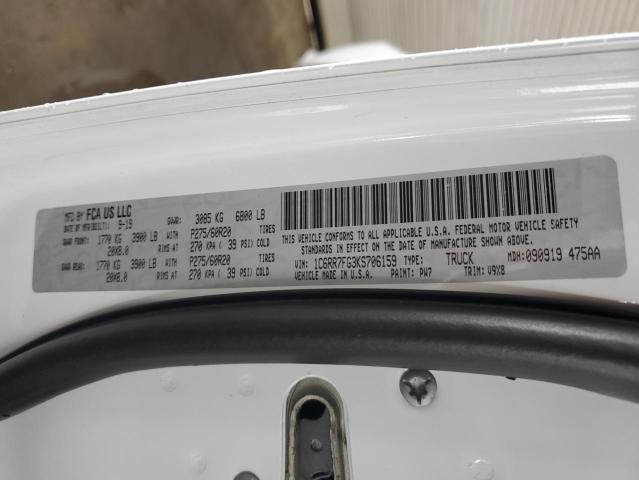 MFD BY FCA US LLC
DATE OF MFR(BUILT): 9-19 GVWR: 3085 KG 6800 LB
FRONT: 1770 KG 3900 LB WITH P275/60R20 TIRES
20X8.0 RIMS AT 270 KPA ( 39 PSI) COLD
REAR: 1770 KG 3900 LB WITH P275/60R20 TIRES
20X8.0 RIMS AT 270 KPA ( 39 PSI) COLD
THIS VEHICLE CONFORMS TO ALL APPLICABLE U.S.A. FEDERAL MOTOR VEHICLE SAFETY
STANDARDS IN EFFECT ON THE DATE OF MANUFACTURE SHOWN ABOVE.
VIN: 1C6RR7FG3KS706159 TYPE: TRUCK MDH: 090919 475AA
MADE IN U.S.A. PAINT: PW7 TRIM: V9X8